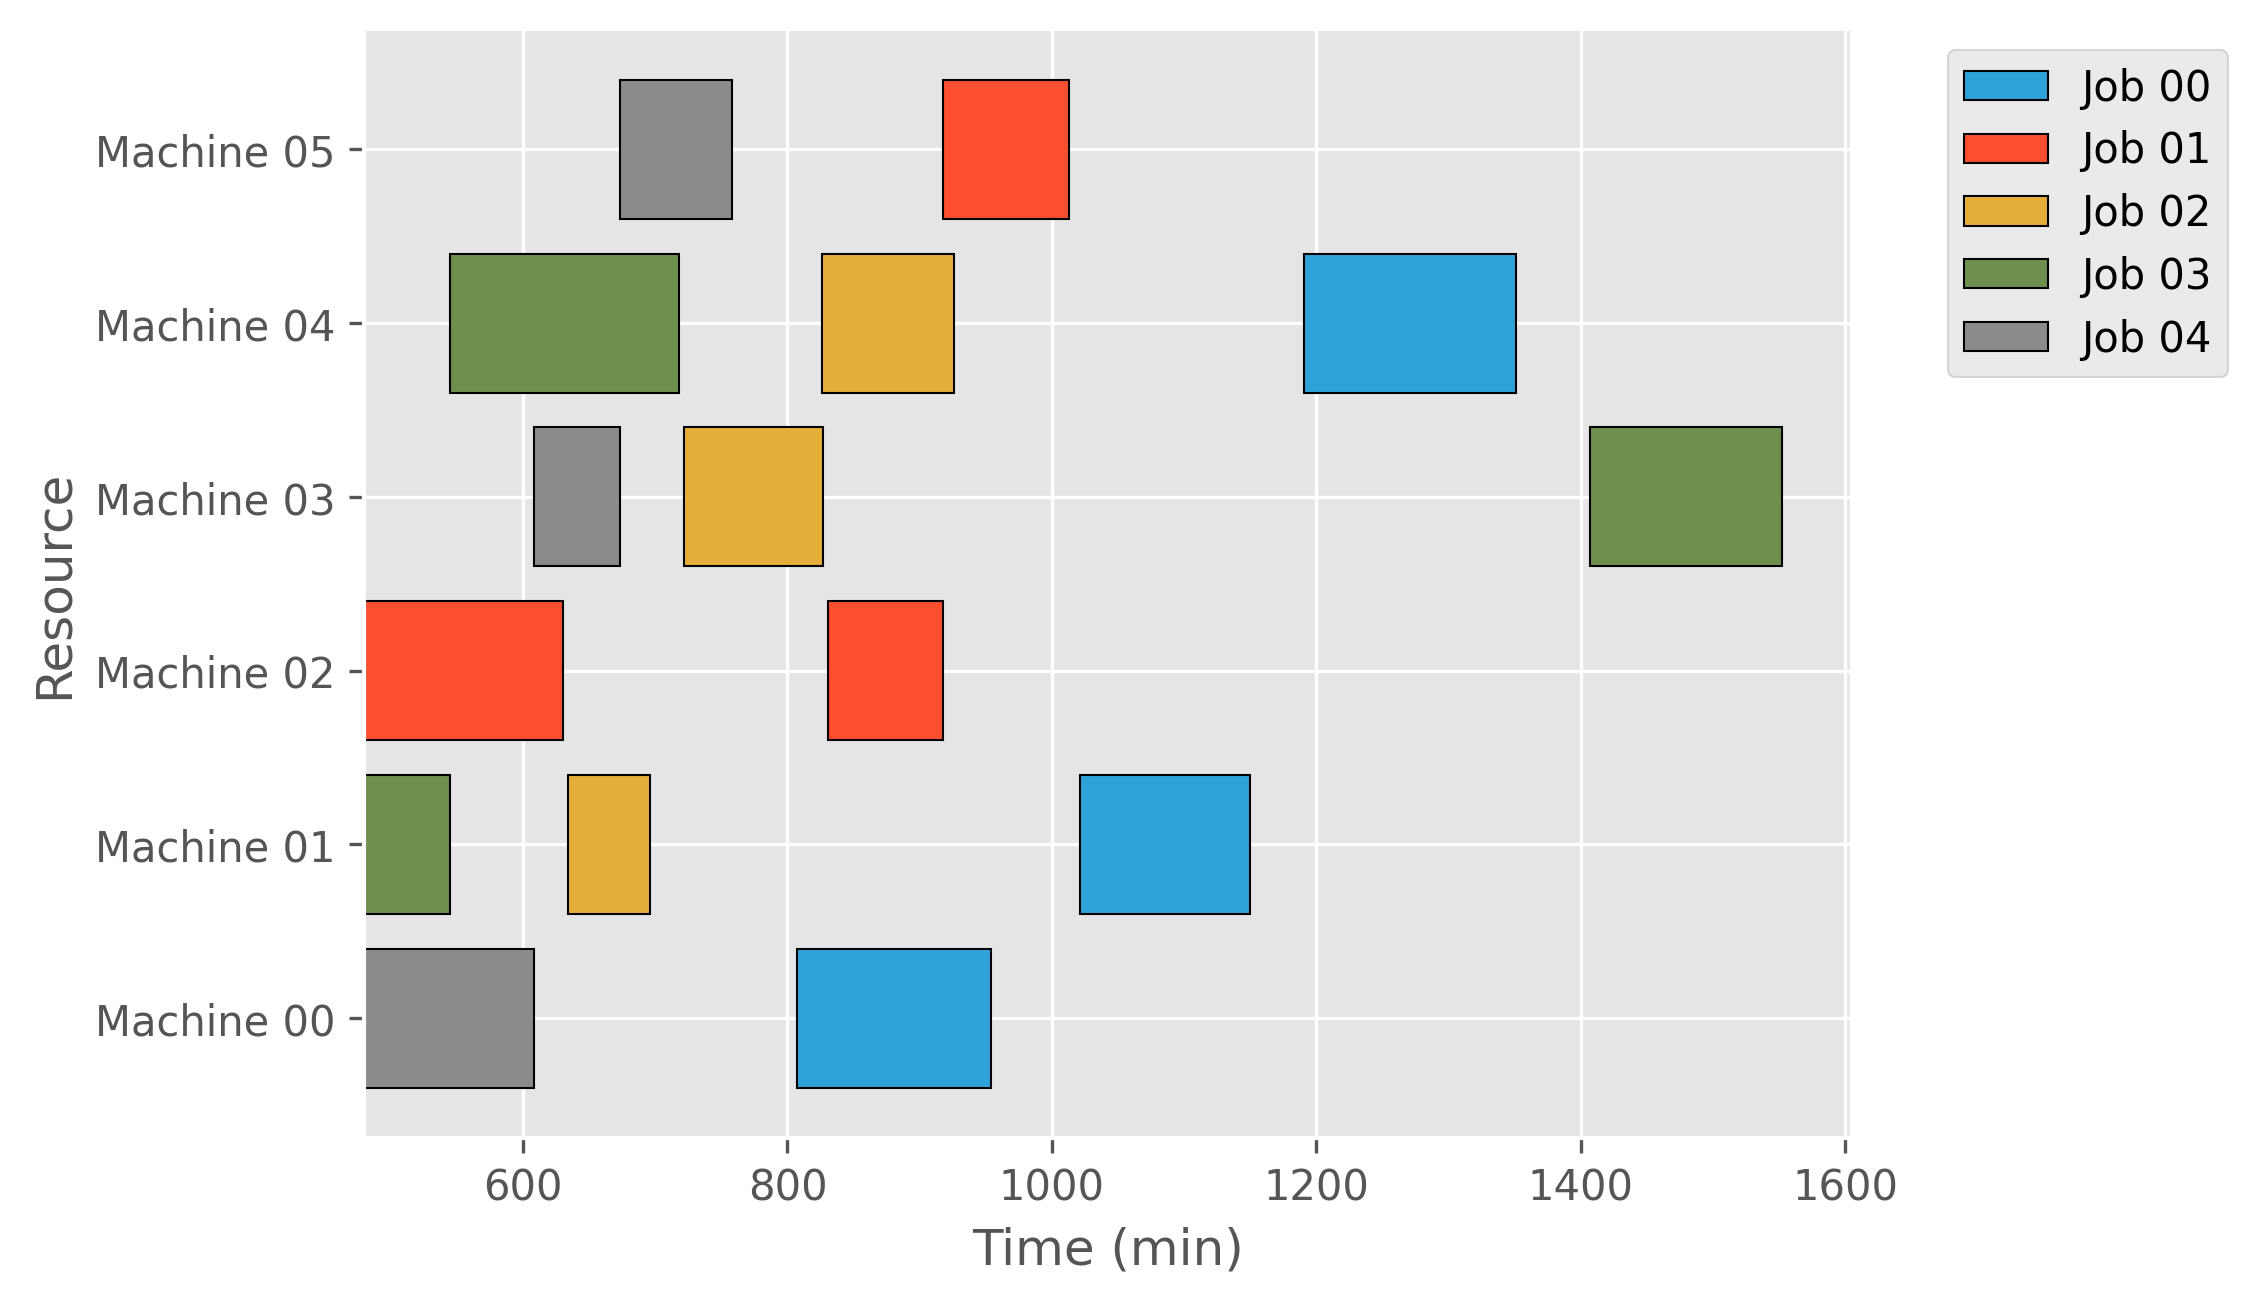 Machine 05
Machine 04
Machine 03
Machine 02
Machine 01
Machine 00
Resource
600 800 1000 1200 1400 1600
Time (min)
Job 00
Job 01
Job 02
Job 03
Job 04